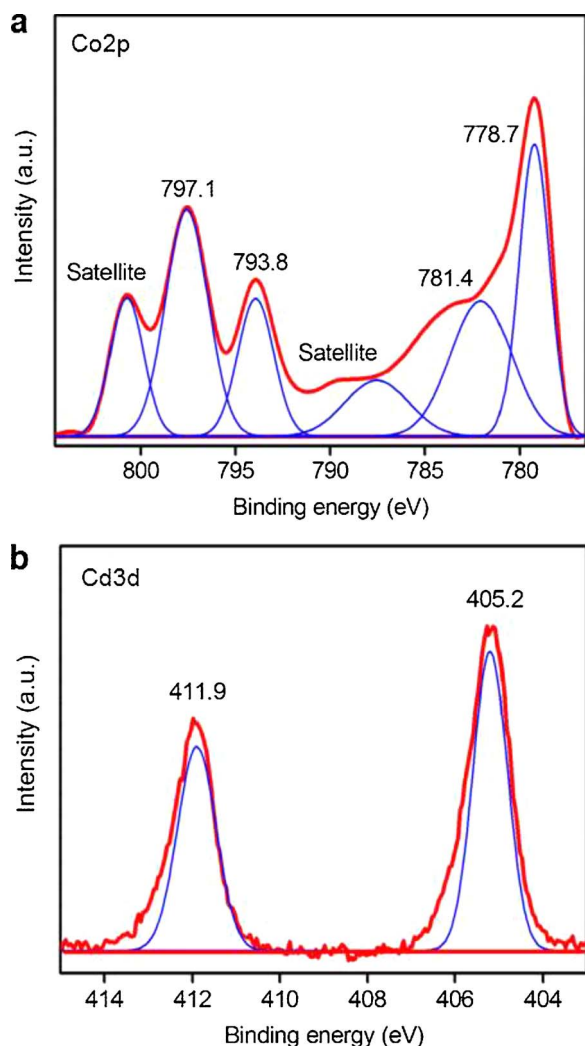 a
Co2p
778.7
797.1
793.8
781.4
Satellite
Satellite
Intensity (a.u.)
800 795 790 785 780
Binding energy (eV)
b
Cd3d
405.2
411.9
Intensity (a.u.)
414 412 410 408 406 404
Binding energy (eV)